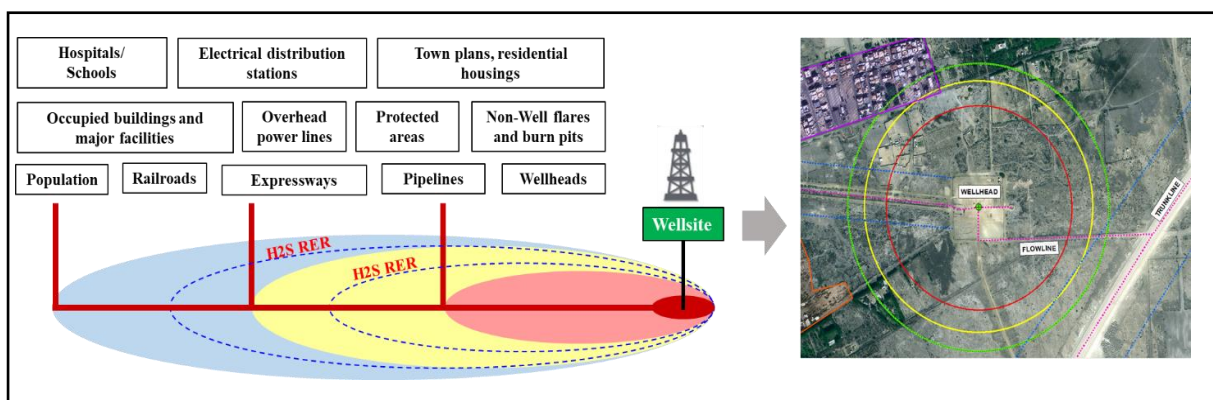 Hospitals/
Schools
Electrical distribution
stations
Town plans, residential
housings
Occupied buildings and
major facilities
Overhead
power lines
Protected
areas
Non-Well flares
and burn pits
Population
Railroads
Expressways
Pipelines
Wellheads
Wellsite
H2S RER
H2S RER
WELLHEAD
FLOWLINE
TRUNKLINE